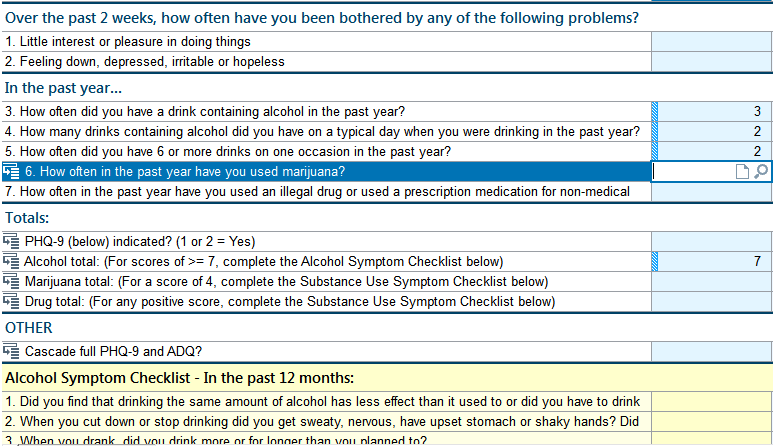 Over the past 2 weeks, how often have you been bothered by any of the following problems?
1. Little interest or pleasure in doing things
2. Feeling down, depressed, irritable or hopeless
In the past year...
3. How often did you have a drink containing alcohol in the past year? 3
4. How many drinks containing alcohol did you have on a typical day when you were drinking in the past year? 2
5. How often did you have 6 or more drinks on one occasion in the past year? 2
6. How often in the past year have you used marijuana?
7. How often in the past year have you used an illegal drug or used a prescription medication for non-medical
Totals:
PHQ-9 (below) indicated? (1 or 2 = Yes)
Alcohol total: (For scores of >= 7, complete the Alcohol Symptom Checklist below) 7
Marijuana total: (For a score of 4, complete the Substance Use Symptom Checklist below)
Drug total: (For any positive score, complete the Substance Use Symptom Checklist below)
OTHER
Cascade full PHQ-9 and ADQ?
Alcohol Symptom Checklist - In the past 12 months:
1. Did you find that drinking the same amount of alcohol has less effect than it used to or did you have to drink
2. When you cut down or stop drinking did you get sweaty, nervous, have upset stomach or shaky hands? Did
3. When you drank, did you drink more or for longer than you planned to?